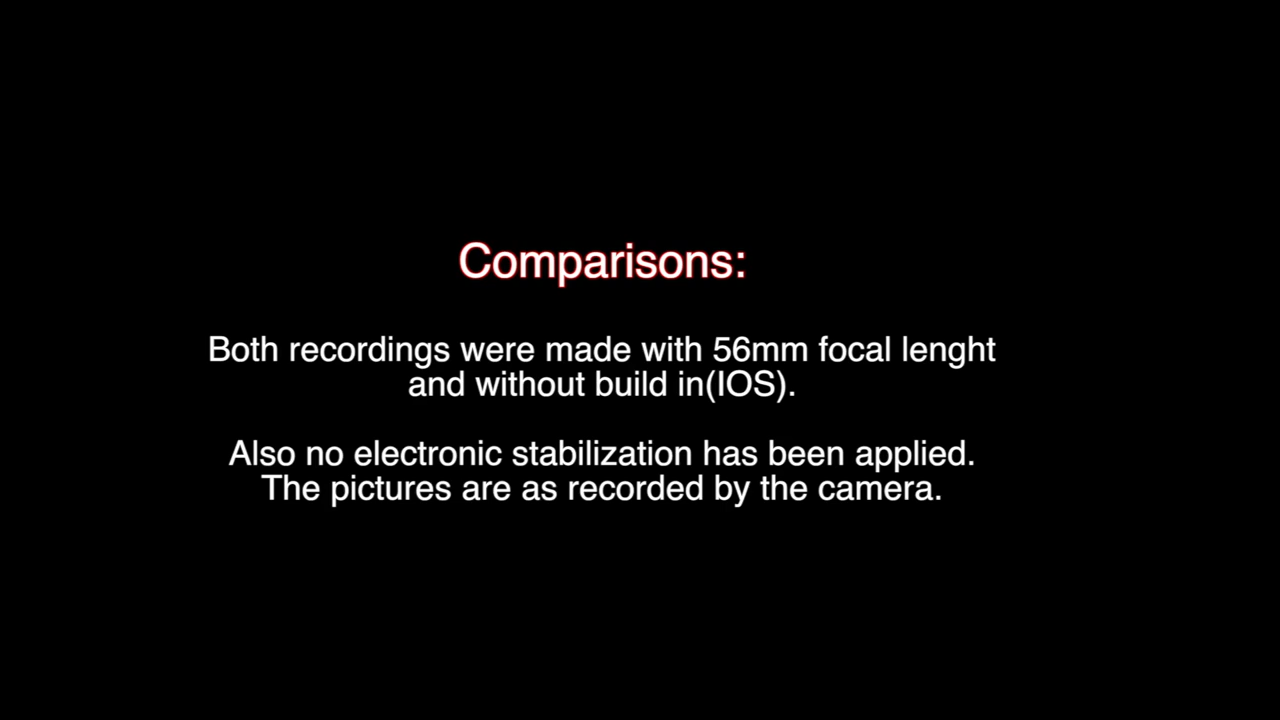 Comparisons:
Both recordings were made with 56mm focal lenght
and without build in(IOS).
Also no electronic stabilization has been applied.
The pictures are as recorded by the camera.